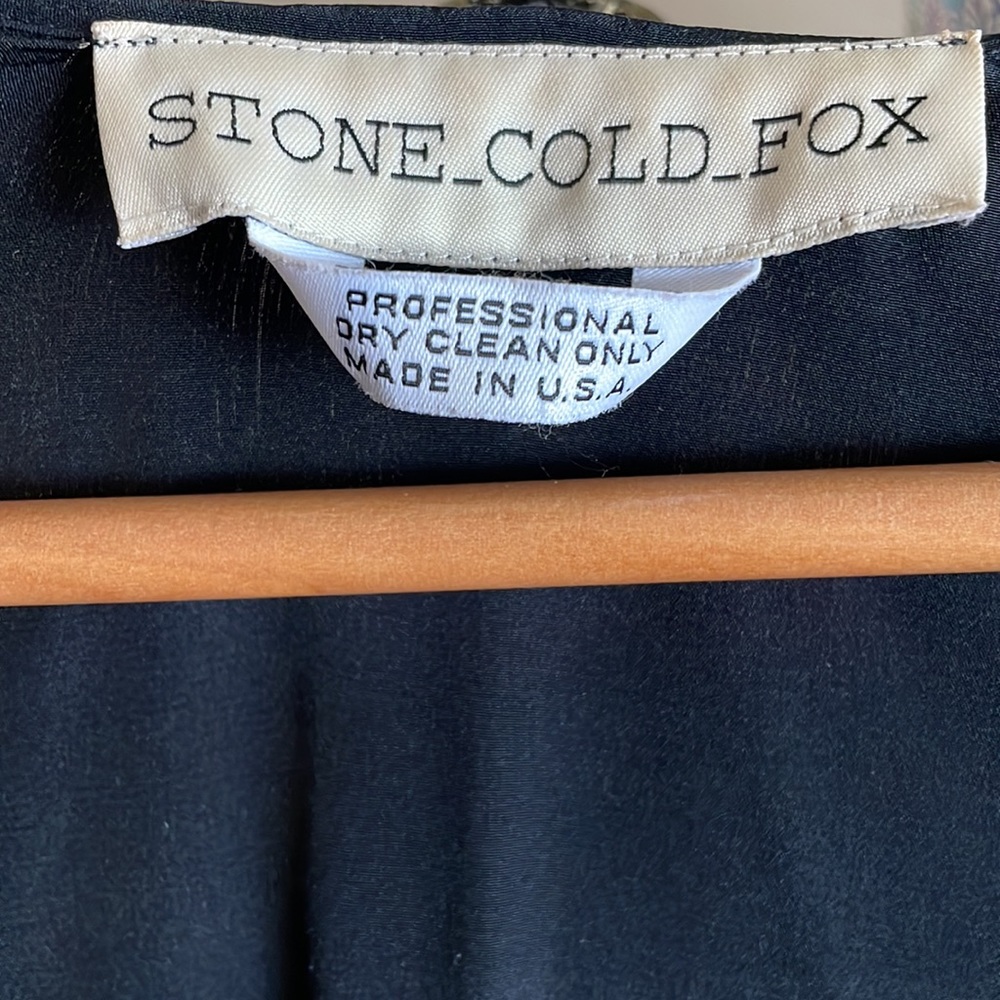 STONE_COLD_FOX
PROFESSIONAL
DRY CLEAN ONLY
MADE IN U.S.A.